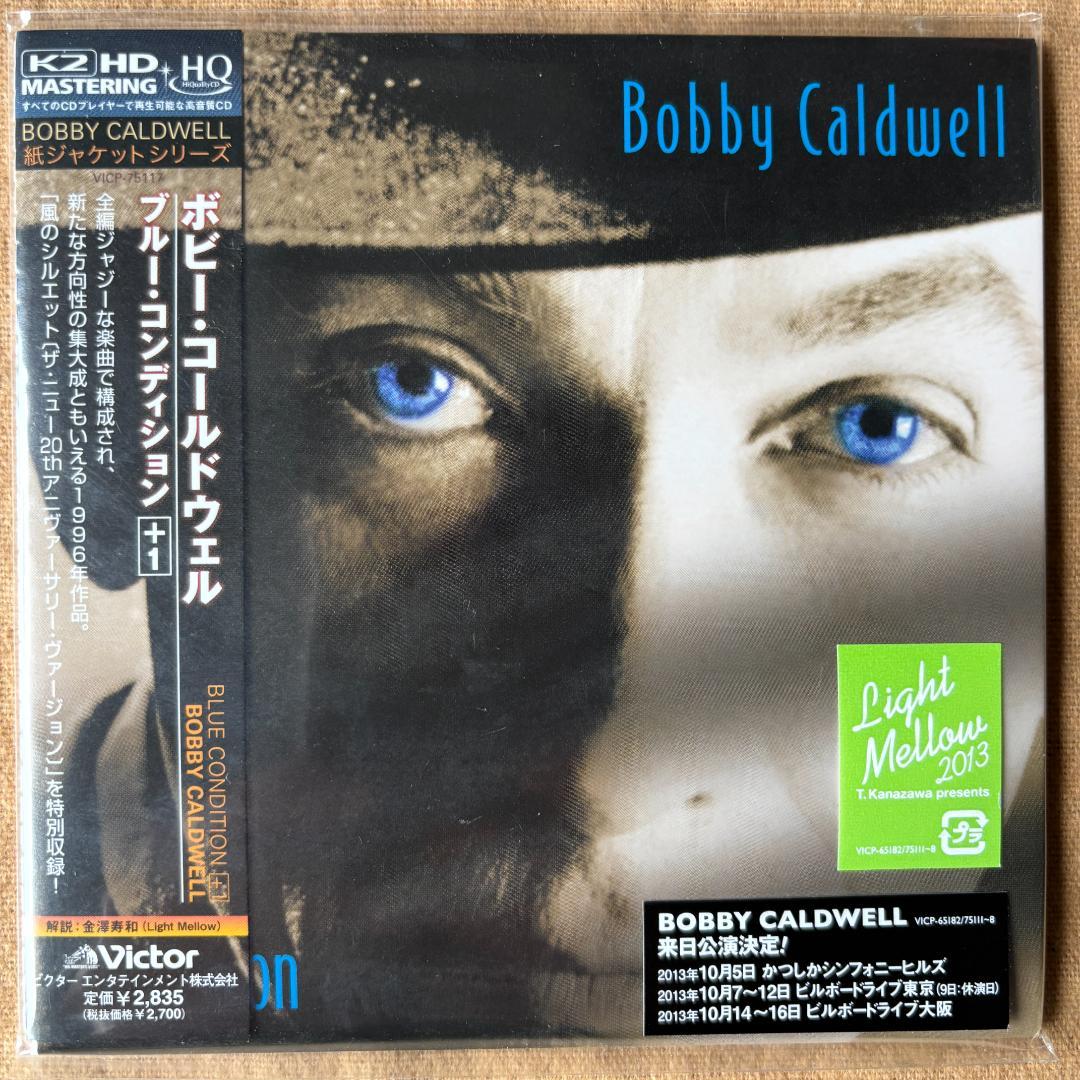 K2 HD
MASTERING + HQ
HiQualityCD
すべてのCDプレイヤーで再生可能な高音質CD
BOBBY CALDWELL
紙ジャケットシリーズ
VICP-75117
ボビー・コールドウェル
ブルー・コンディション+1
全編ジャジーな楽曲で構成され、
新たな方向性の集大成ともいえる1996年作品。
「風のシルエット〔ザ・ニュー20thアニヴァーサリー・ヴァージョン〕」を特別収録!
BLUE CONDITION+1
BOBBY CALDWELL
解説:金澤寿和(Light Mellow)
Victor
ビクター エンタテインメント株式会社
定価¥2,835
(税抜価格¥2,700)
Bobby Caldwell
on
Light
Mellow
2013
T. Kanazawa presents
プラ
VICP-65182/75111~8
BOBBY CALDWELL VICP-65182/75111~8
来日公演決定!
2013年10月5日 かつしかシンフォニーヒルズ
2013年10月7~12日 ビルボードライブ東京(9日:休演日)
2013年10月14~16日 ビルボードライブ大阪